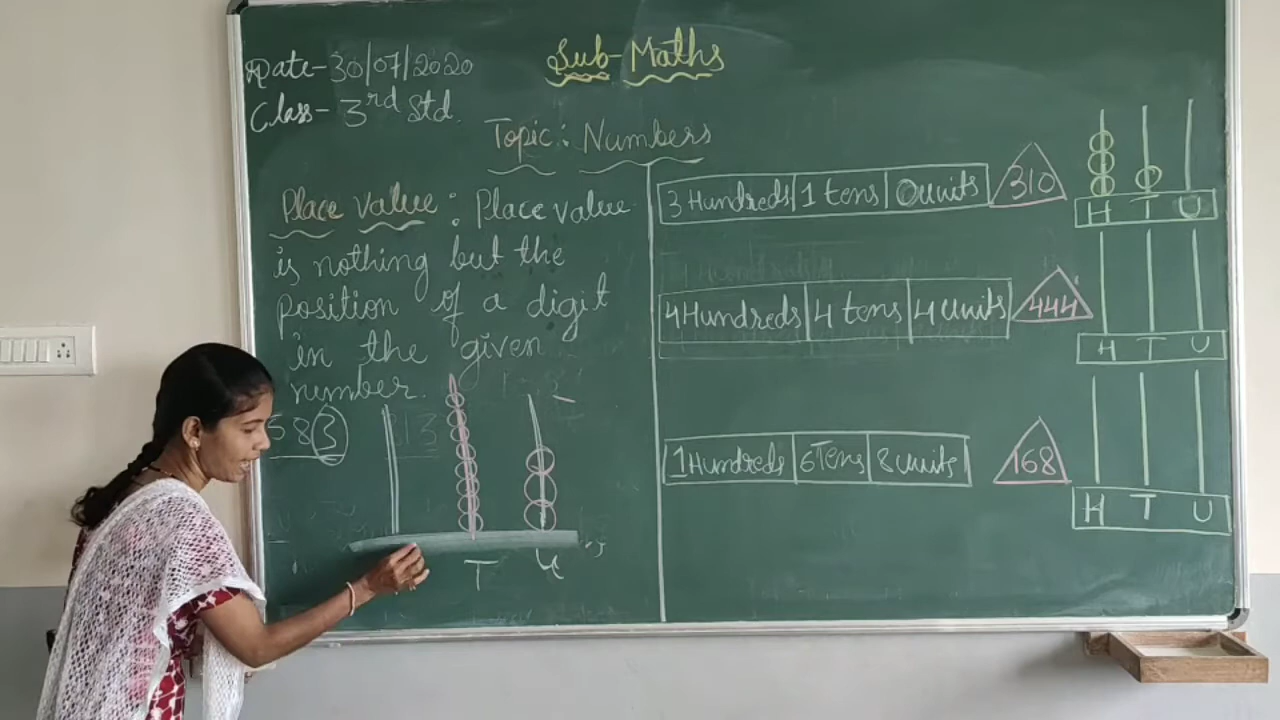 Date-30/07/2020
Class-3rd Std.
Sub-Maths
Topic: Numbers
Place value: Place value
is nothing but the
position of a digit
in the given
number.
583
T U
3 Hundreds 1 tens 0 units 310
H T U
4 Hundreds 4 tens 4 units 444
H T U
1 Hundreds 6 Tens 8 units 168
H T U